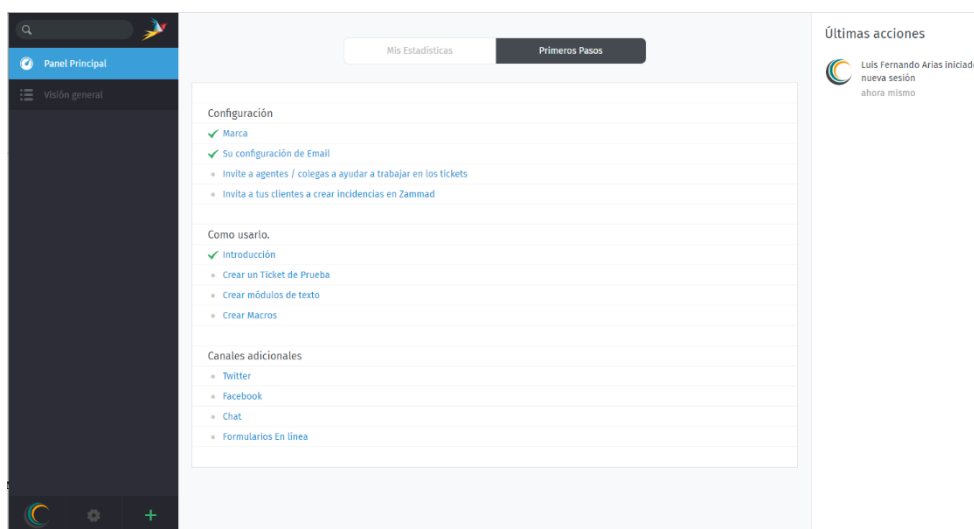 Panel Principal
Visión general
Mis Estadísticas
Primeros Pasos
Configuración
Marca
Su configuración de Email
Invite a agentes / colegas a ayudar a trabajar en los tickets
Invita a tus clientes a crear incidencias en Zammad
Como usarlo.
Introducción
Crear un Ticket de Prueba
Crear módulos de texto
Crear Macros
Canales adicionales
Twitter
Facebook
Chat
Formularios En línea
Últimas acciones
Luis Fernando Arias iniciado
nueva sesión
ahora mismo